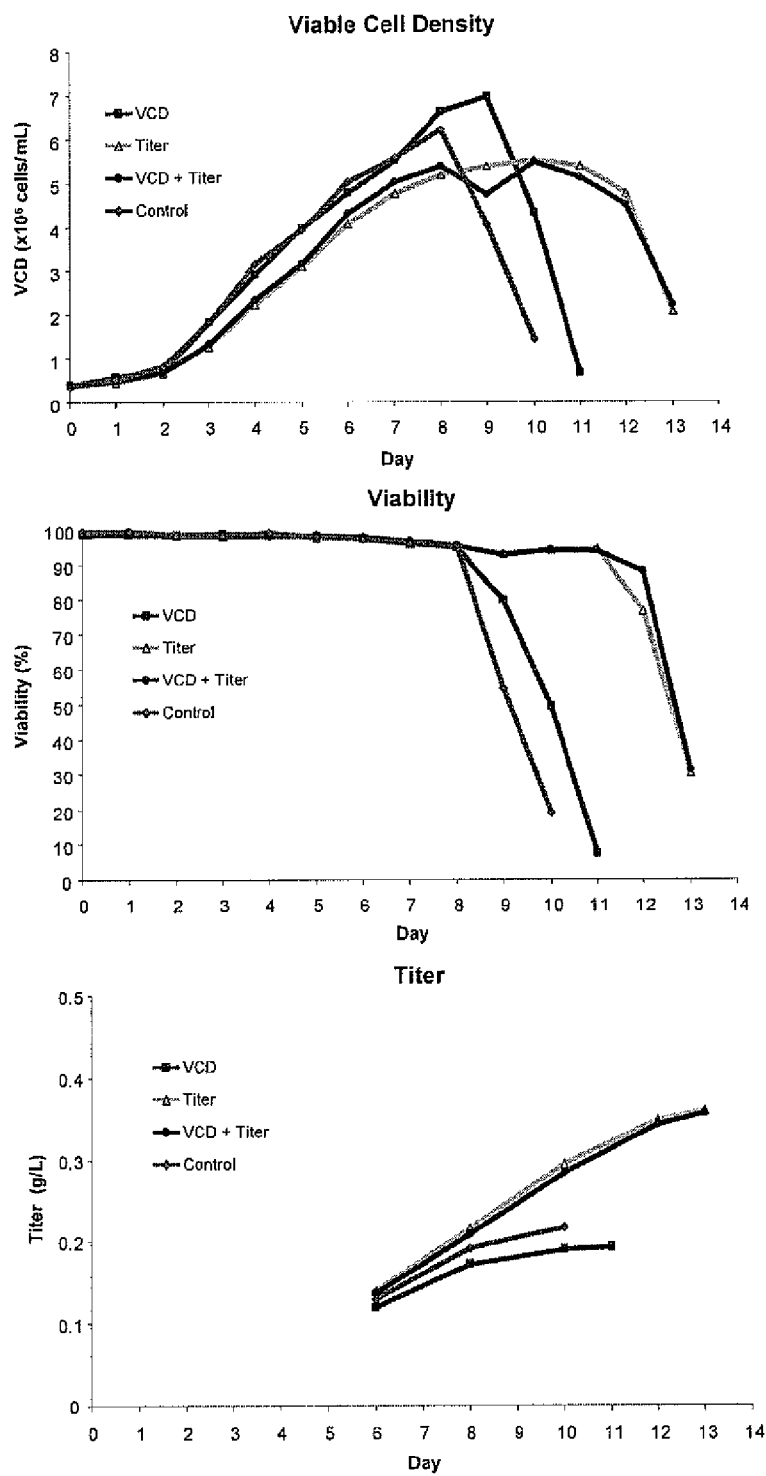 Viable Cell Density
8
7
6
5
4
3
2
1
0
VCD (x10⁶ cells/mL)
VCD
Titer
VCD + Titer
Control
0 1 2 3 4 5 6 7 8 9 10 11 12 13 14
Day
Viability
100
90
80
70
60
50
40
30
20
10
0
Viability (%)
VCD
Titer
VCD + Titer
Control
0 1 2 3 4 5 6 7 8 9 10 11 12 13 14
Day
Titer
0.5
0.4
0.3
0.2
0.1
0
Titer (g/L)
VCD
Titer
VCD + Titer
Control
0 1 2 3 4 5 6 7 8 9 10 11 12 13 14
Day